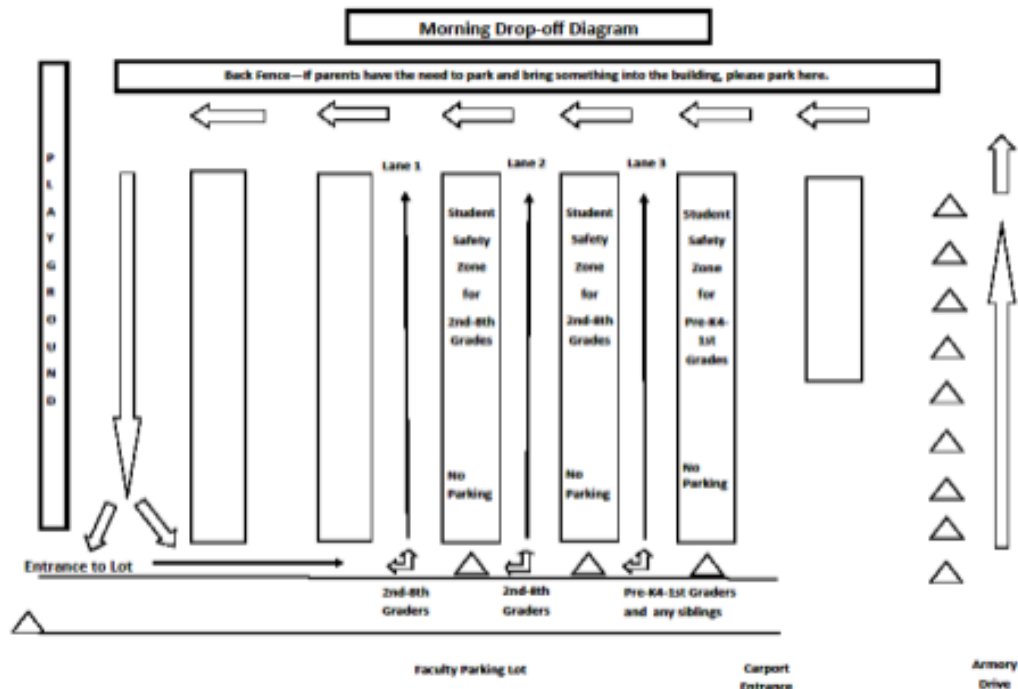 Morning Drop-off Diagram
Back Fence—If parents have the need to park and bring something into the building, please park here.
PLAYGROUND
Lane 1
Lane 2
Lane 3
Student
Safety
Zone
for
2nd-8th
Grades
No
Parking
Student
Safety
Zone
for
2nd-8th
Grades
No
Parking
Student
Safety
Zone
for
Pre-K4-
1st
Grades
No
Parking
Entrance to Lot
2nd-8th
Graders
2nd-8th
Graders
Pre-K4-1st Graders
and any siblings
Faculty Parking Lot
Carport
Entrance
Armory
Drive